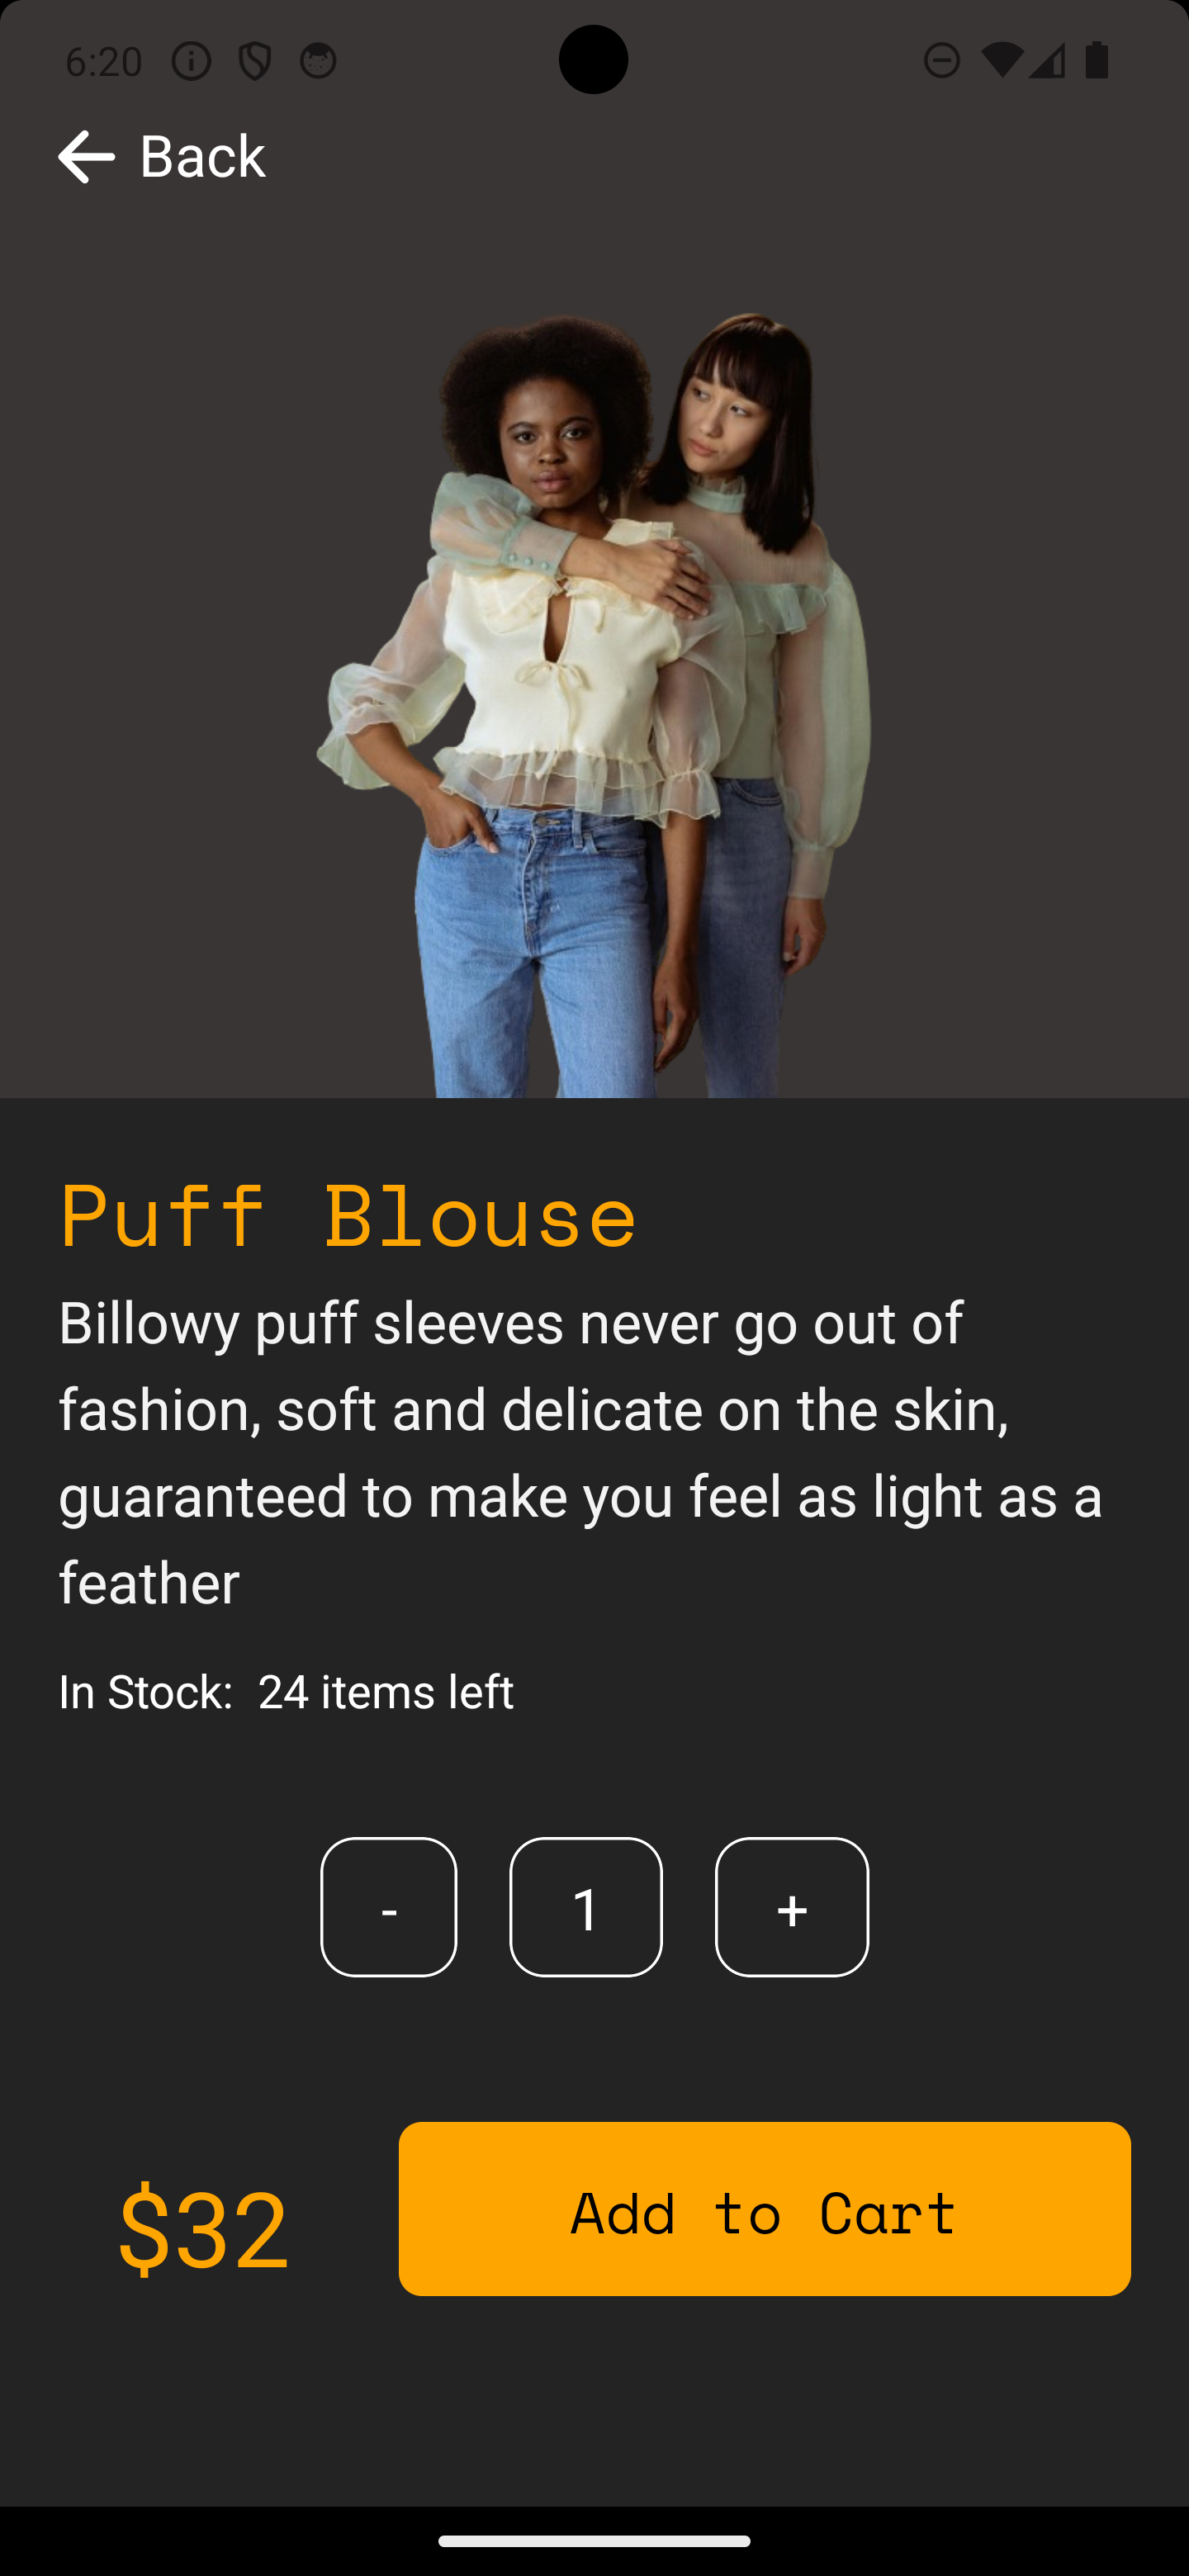 6:20
Back
Puff Blouse
Billowy puff sleeves never go out of
fashion, soft and delicate on the skin,
guaranteed to make you feel as light as a
feather
In Stock: 24 items left
- 1 +
$32 Add to Cart